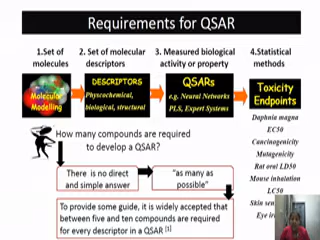 Requirements for QSAR
1.Set of
molecules
2. Set of molecular
descriptors
3. Measured biological
activity or property
4.Statistical
methods
Molecular
Modelling
DESCRIPTORS
Physcochemical,
biological, structural
QSARs
e.g. Neural Networks
PLS, Expert Systems
Toxicity
Endpoints
Daphnia magna
EC50
Carcinogenicity
Mutagenicity
Rat oral LD50
Mouse inhalation
LC50
Skin
Eye
How many compounds are required
to develop a QSAR?
There is no direct
and simple answer
"as many as
possible"
To provide some guide, it is widely accepted that
between five and ten compounds are required
for every descriptor in a QSAR [1]